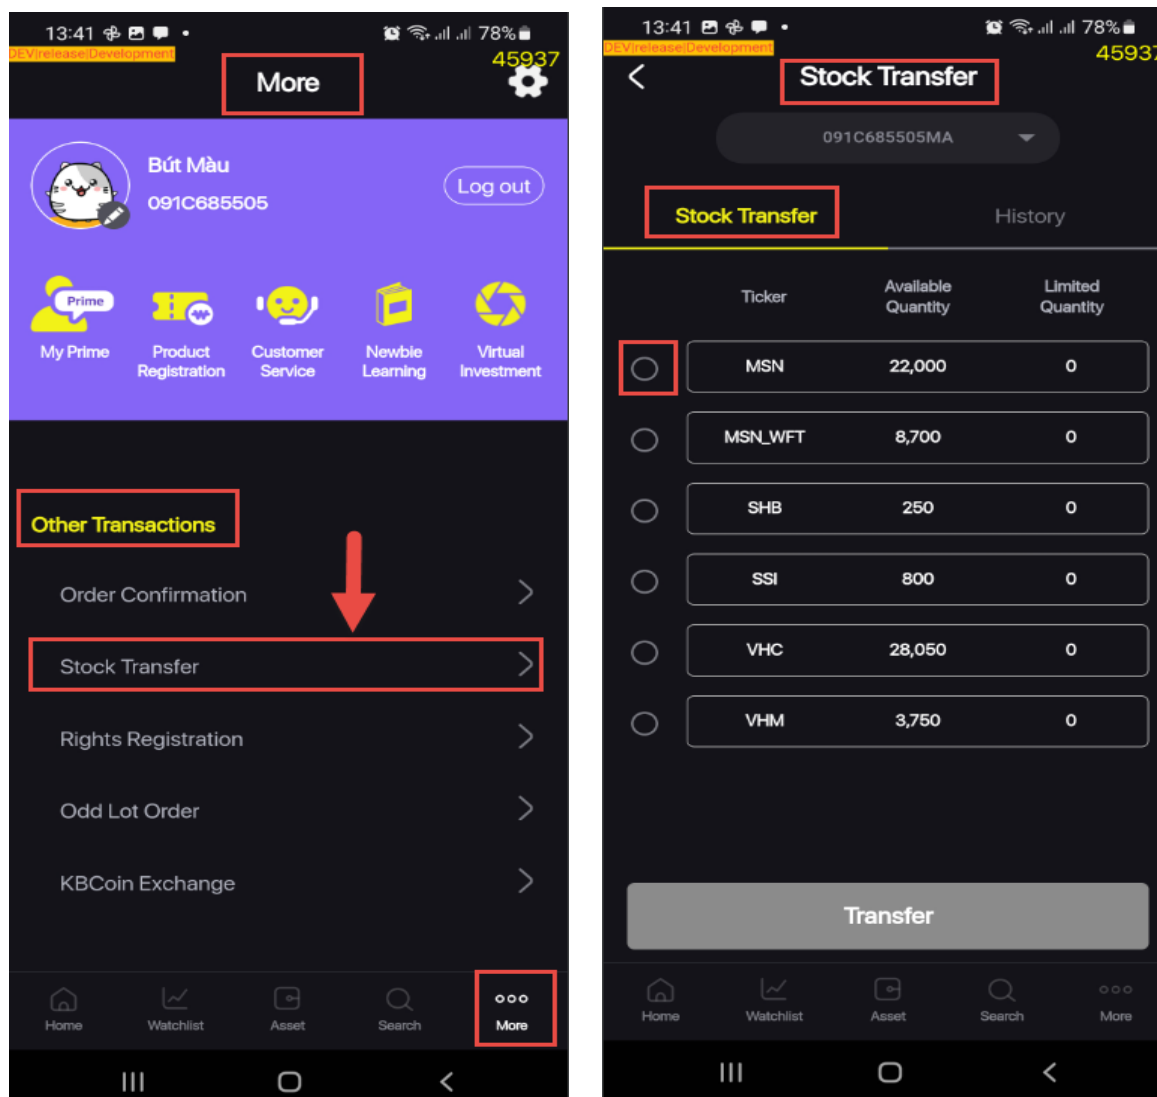 13:41 78%
DEV|release|Development
45937
More
Bút Màu
091C685505
Log out
Prime
My Prime
Product Registration
Customer Service
Newbie Learning
Virtual Investment
Other Transactions
Order Confirmation
Stock Transfer
Rights Registration
Odd Lot Order
KBCoin Exchange
Home Watchlist Asset Search More
13:41 78%
DEV|release|Development
45937
Stock Transfer
091C685505MA
Stock Transfer History
Ticker Available Quantity Limited Quantity
MSN 22,000 0
MSN_WFT 8,700 0
SHB 250 0
SSI 800 0
VHC 28,050 0
VHM 3,750 0
Transfer
Home Watchlist Asset Search More